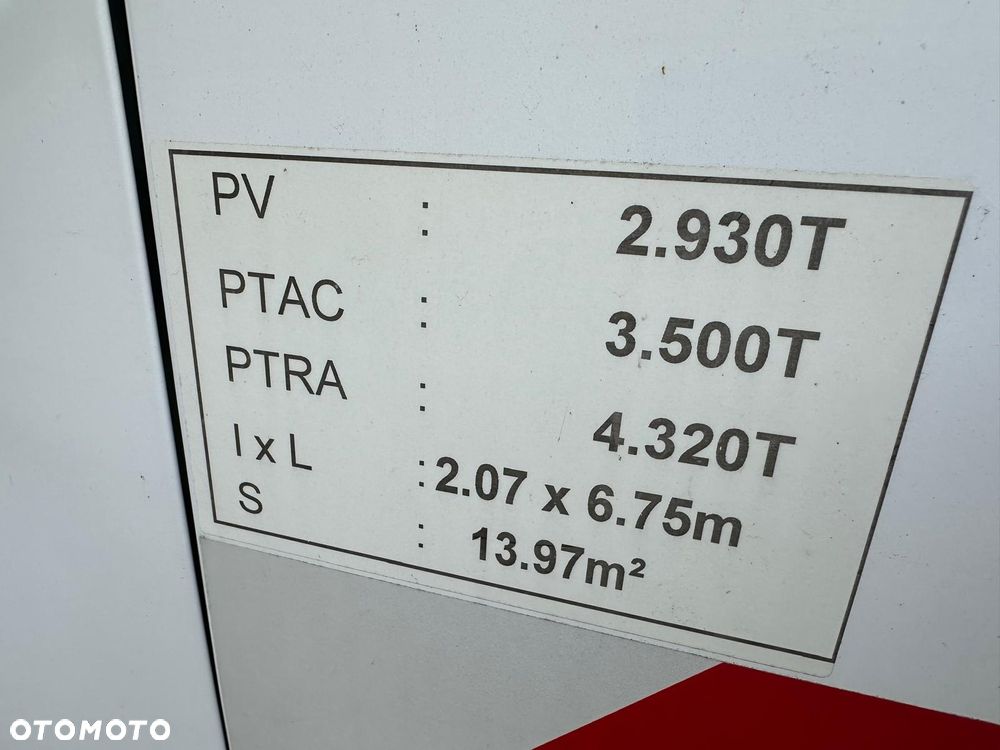 PV : 2.930T
PTAC : 3.500T
PTRA : 4.320T
l x L : 2.07 x 6.75m
S : 13.97m²
OTOMOTO